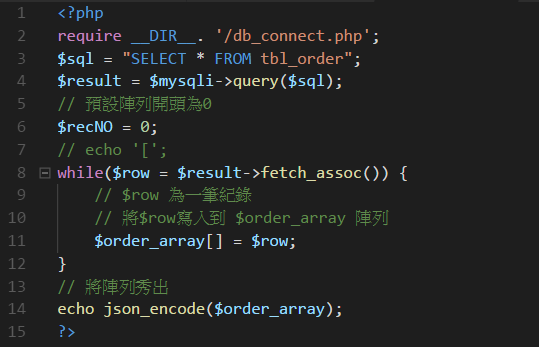 1 <?php
2 require __DIR__. '/db_connect.php';
3 $sql = "SELECT * FROM tbl_order";
4 $result = $mysqli->query($sql);
5 // 預設陣列開頭為0
6 $recNO = 0;
7 // echo '[';
8 while($row = $result->fetch_assoc()) {
9 // $row 為一筆紀錄
10 // 將$row寫入到 $order_array 陣列
11 $order_array[] = $row;
12 }
13 // 將陣列秀出
14 echo json_encode($order_array);
15 ?>